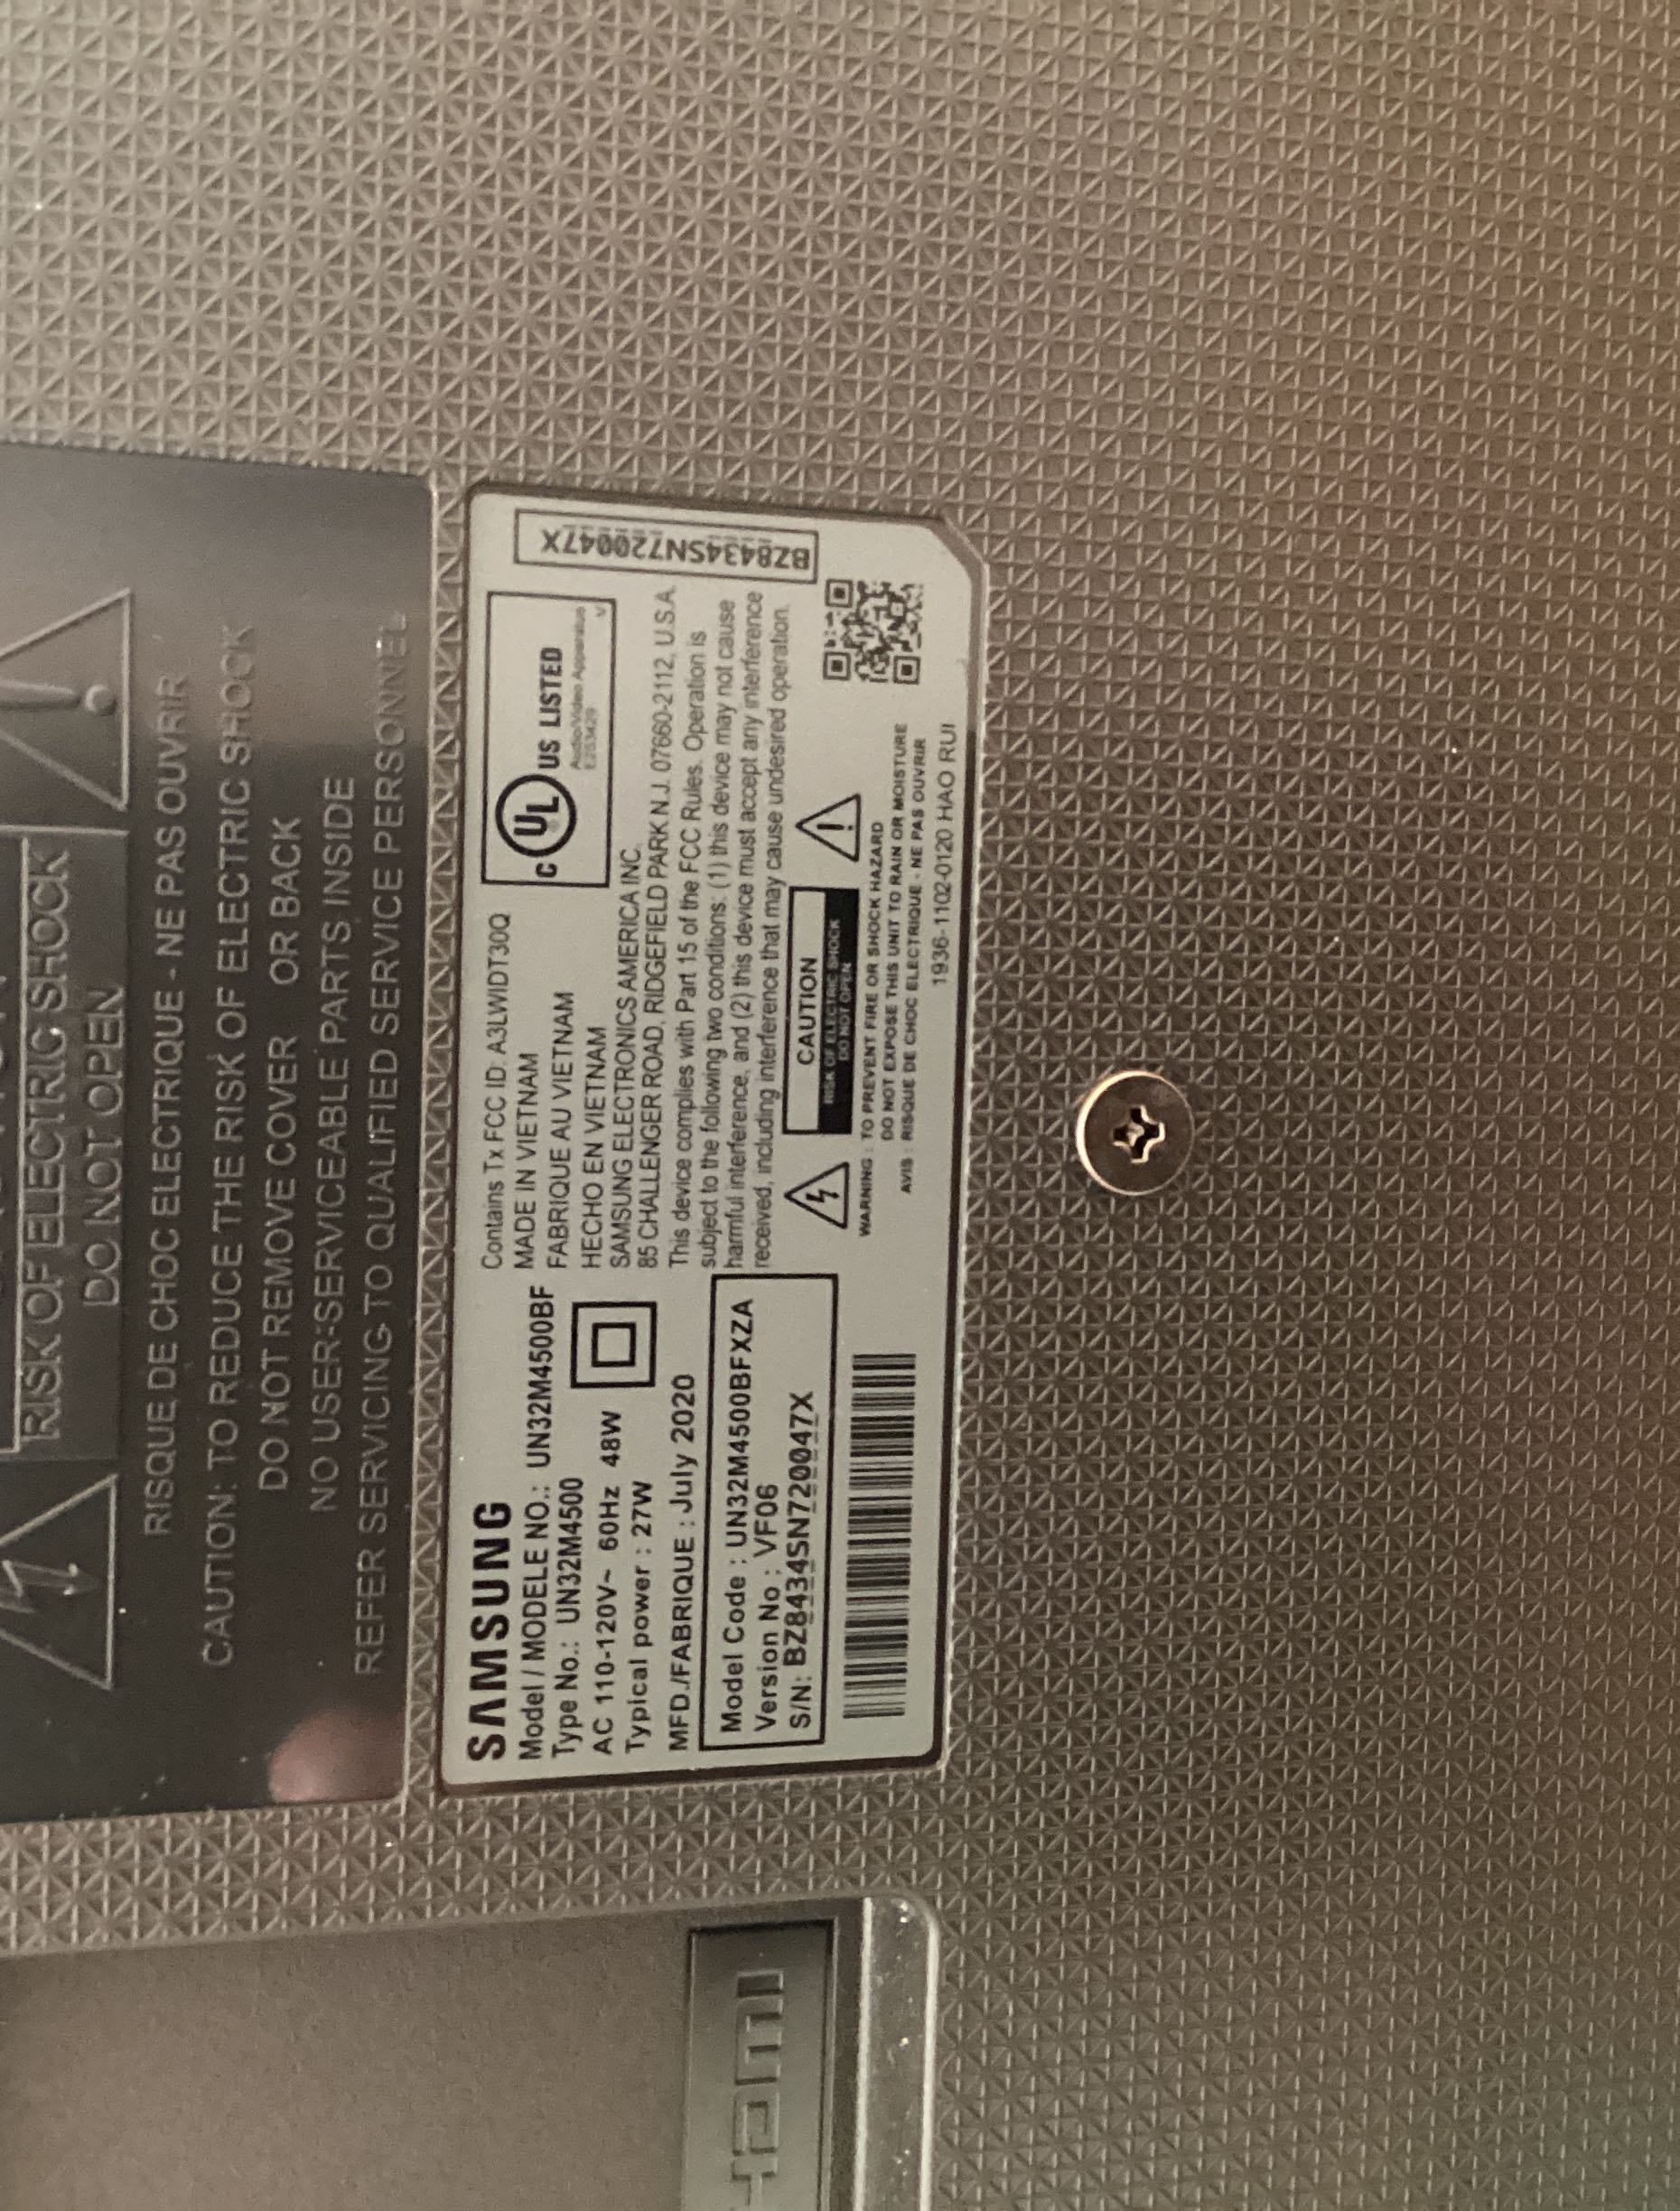 RISK OF ELECTRIC SHOCK
DO NOT OPEN
RISQUE DE CHOC ELECTRIQUE - NE PAS OUVRIR
CAUTION: TO REDUCE THE RISK OF ELECTRIC SHOCK
DO NOT REMOVE COVER OR BACK
NO USER-SERVICEABLE PARTS INSIDE
REFER SERVICING TO QUALIFIED SERVICE PERSONNEL
SAMSUNG
Model / MODELE NO.: UN32M4500BF
Type No.: UN32M4500
AC 110-120V~ 60Hz 48W
Typical power : 27W
MFD./FABRIQUE : July 2020
Model Code : UN32M4500BFXZA
Version No : VF06
S/N: BZ8434SN720047X
Contains Tx FCC ID: A3LWIDT30Q
MADE IN VIETNAM
FABRIQUE AU VIETNAM
HECHO EN VIETNAM
SAMSUNG ELECTRONICS AMERICA INC.
85 CHALLENGER ROAD, RIDGEFIELD PARK N.J. 07660-2112, U.S.A
This device complies with Part 15 of the FCC Rules. Operation is
subject to the following two conditions: (1) this device may not cause
harmful interference, and (2) this device must accept any interference
received, including interference that may cause undesired operation.
C UL US LISTED
Audio/Video Apparatus
E253429
V
BZ8434SN720047X
CAUTION
RISK OF ELECTRIC SHOCK
DO NOT OPEN
WARNING : TO PREVENT FIRE OR SHOCK HAZARD
DO NOT EXPOSE THIS UNIT TO RAIN OR MOISTURE
AVIS : RISQUE DE CHOC ELECTRIQUE - NE PAS OUVRIR
1936-1102-0120 HAO RUI
HDMI